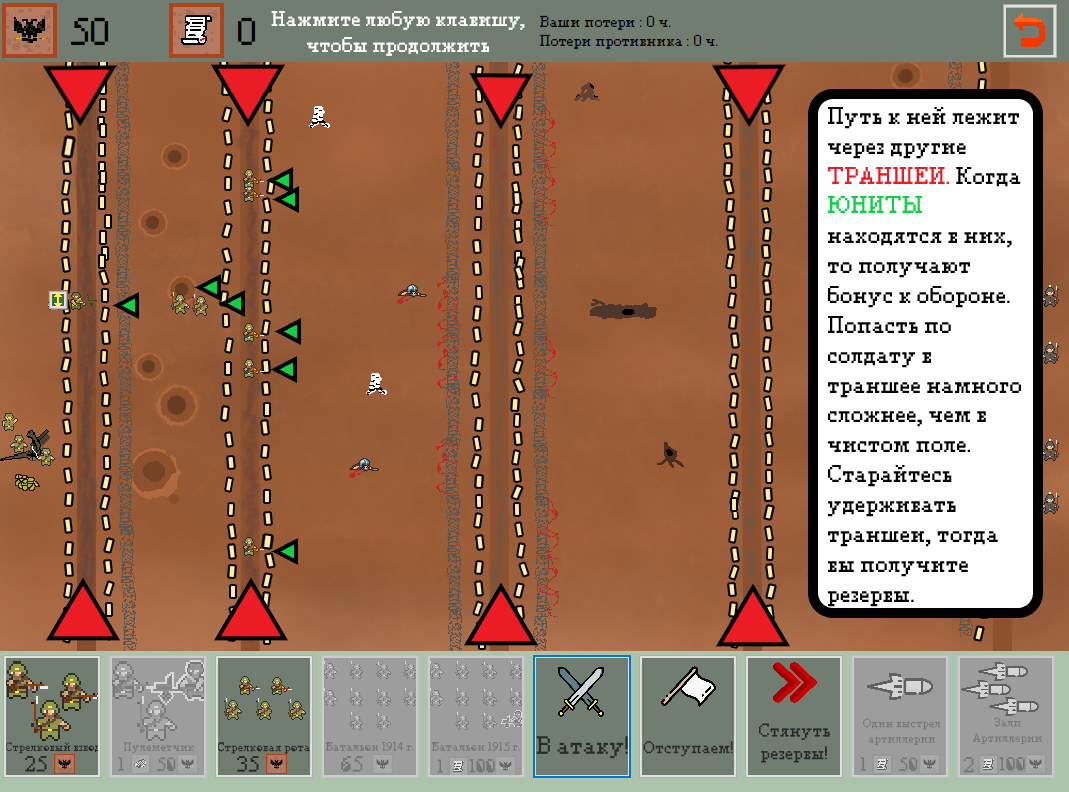 50
0
Нажмите любую клавишу,
чтобы продолжить
Ваши потери : 0 ч.
Потери противника : 0 ч.
Путь к ней лежит
через другие
ТРАНШЕИ. Когда
ЮНИТЫ
находятся в них,
то получают
бонус к обороне.
Попасть по
солдату в
траншее намного
сложнее, чем в
чистом поле.
Старайтесь
удерживать
траншеи, тогда
вы получите
резервы.
Стрелковый взвод
25
Пулеметчик
1 50
Стрелковая рота
35
Батальон 1914 г.
65
Батальон 1915 г.
1 100
В атаку!
Отступаем!
Стянуть
резервы!
Один выстрел
артиллерии
1 50
Залп
Артиллерии
2 100